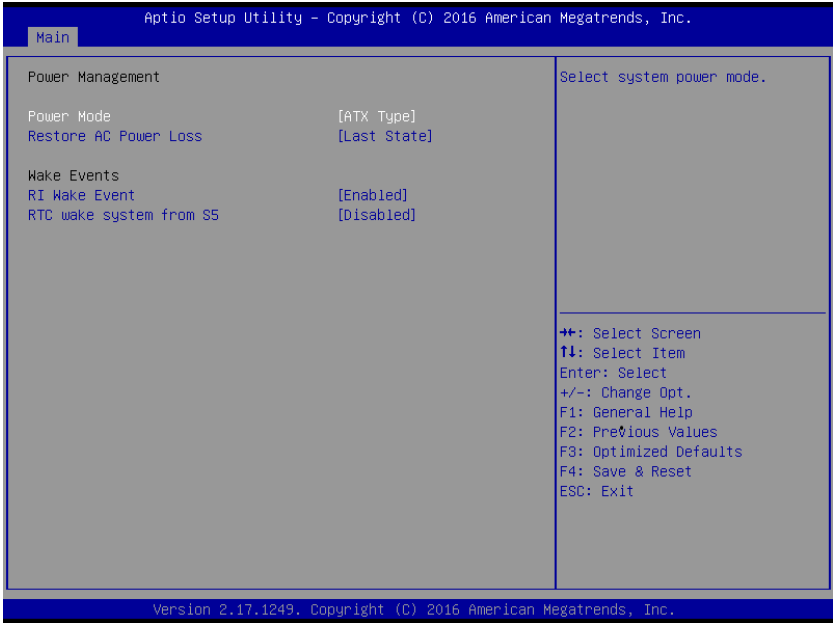 Aptio Setup Utility – Copyright (C) 2016 American Megatrends, Inc.
Main
Power Management
Select system power mode.
Power Mode [ATX Type]
Restore AC Power Loss [Last State]
Wake Events
RI Wake Event [Enabled]
RTC wake system from S5 [Disabled]
→←: Select Screen
↑↓: Select Item
Enter: Select
+/-: Change Opt.
F1: General Help
F2: Previous Values
F3: Optimized Defaults
F4: Save & Reset
ESC: Exit
Version 2.17.1249. Copyright (C) 2016 American Megatrends, Inc.